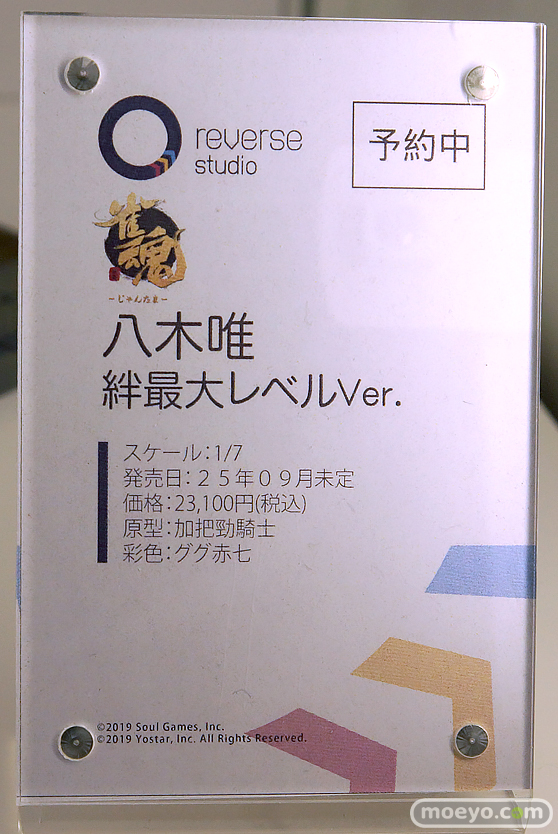 reverse
studio
予約中
雀魂
-じゃんたま-
八木唯
絆最大レベルVer.
スケール：1/7
発売日：２５年０９月未定
価格：23,100円(税込)
原型：加把勁騎士
彩色：ググ赤七
©2019 Soul Games, Inc.
©2019 Yostar, Inc. All Rights Reserved.
moeyo.com